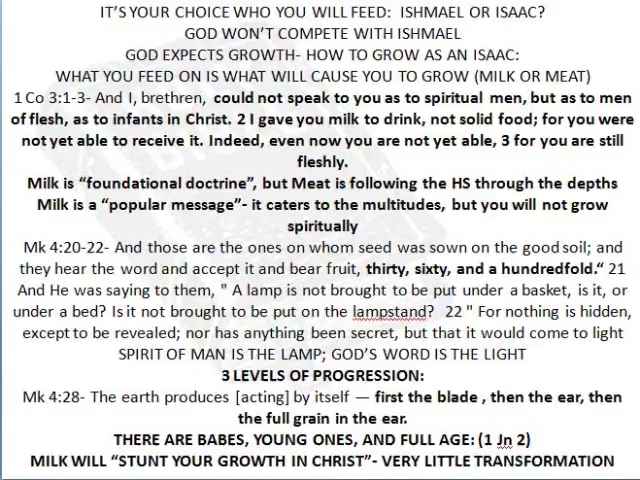 IT'S YOUR CHOICE WHO YOU WILL FEED:  ISHMAEL OR ISAAC?
GOD WON'T COMPETE WITH ISHMAEL
GOD EXPECTS GROWTH- HOW TO GROW AS AN ISAAC:
WHAT YOU FEED ON IS WHAT WILL CAUSE YOU TO GROW (MILK OR MEAT)
1 Co 3:1-3- And I, brethren, could not speak to you as to spiritual men, but as to men
of flesh, as to infants in Christ. 2 I gave you milk to drink, not solid food; for you were
not yet able to receive it. Indeed, even now you are not yet able, 3 for you are still
fleshly.
Milk is “foundational doctrine”, but Meat is following the HS through the depths
Milk is a “popular message”- it caters to the multitudes, but you will not grow
spiritually
Mk 4:20-22- And those are the ones on whom seed was sown on the good soil; and
they hear the word and accept it and bear fruit, thirty, sixty, and a hundredfold.“ 21
And He was saying to them, " A lamp is not brought to be put under a basket, is it, or
under a bed? Is it not brought to be put on the lampstand?  22 " For nothing is hidden,
except to be revealed; nor has anything been secret, but that it would come to light
SPIRIT OF MAN IS THE LAMP; GOD'S WORD IS THE LIGHT
3 LEVELS OF PROGRESSION:
Mk 4:28- The earth produces [acting] by itself — first the blade , then the ear, then
the full grain in the ear.
THERE ARE BABES, YOUNG ONES, AND FULL AGE: (1 Jn 2)
MILK WILL “STUNT YOUR GROWTH IN CHRIST”- VERY LITTLE TRANSFORMATION